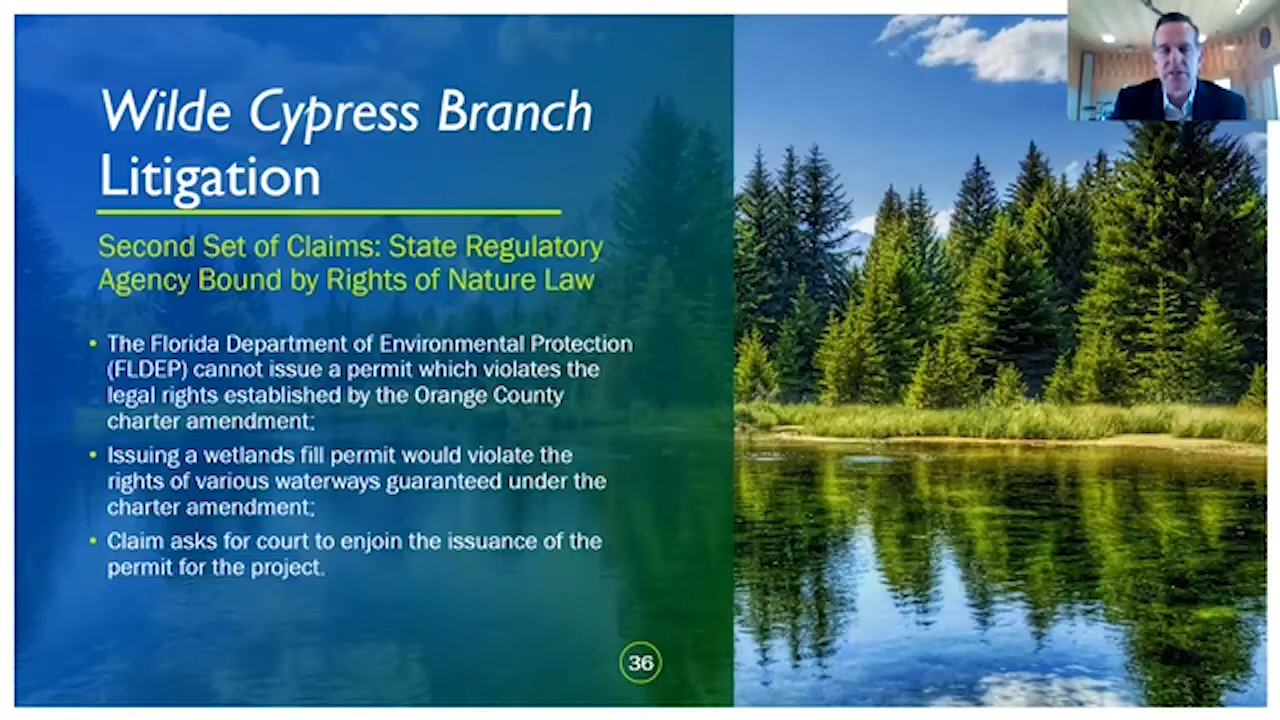 Wilde Cypress Branch
Litigation
Second Set of Claims: State Regulatory
Agency Bound by Rights of Nature Law
• The Florida Department of Environmental Protection
(FLDEP) cannot issue a permit which violates the
legal rights established by the Orange County
charter amendment;
• Issuing a wetlands fill permit would violate the
rights of various waterways guaranteed under the
charter amendment;
• Claim asks for court to enjoin the issuance of the
permit for the project.
36